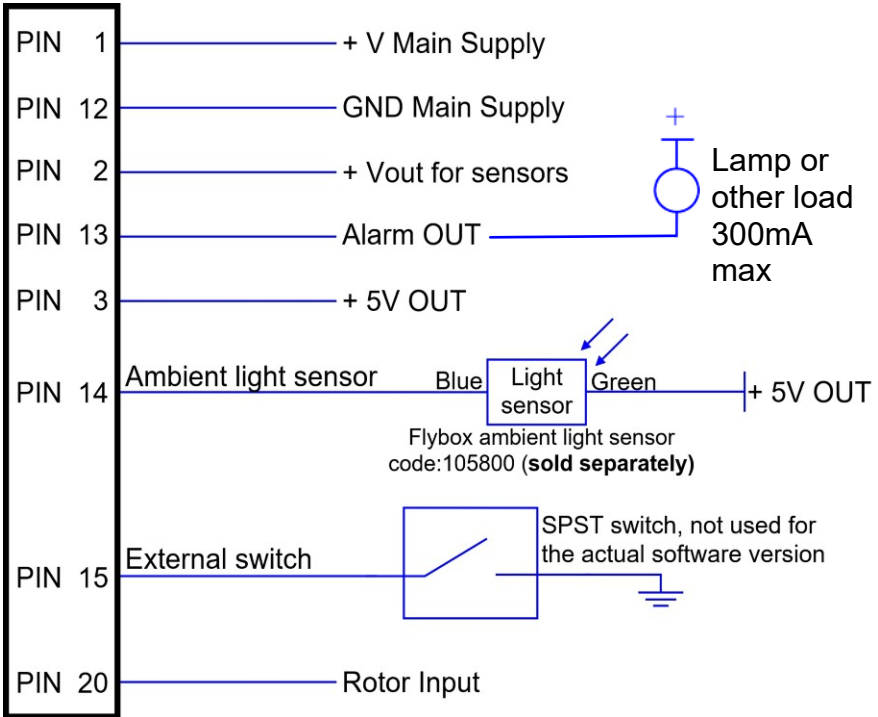 PIN 1 + V Main Supply
PIN 12 GND Main Supply
+
PIN 2 + Vout for sensors
Lamp or
other load
300mA
max
PIN 13 Alarm OUT
PIN 3 + 5V OUT
PIN 14 Ambient light sensor Blue Light sensor Green + 5V OUT
Flybox ambient light sensor
code:105800 (sold separately)
PIN 15 External switch
SPST switch, not used for
the actual software version
PIN 20 Rotor Input